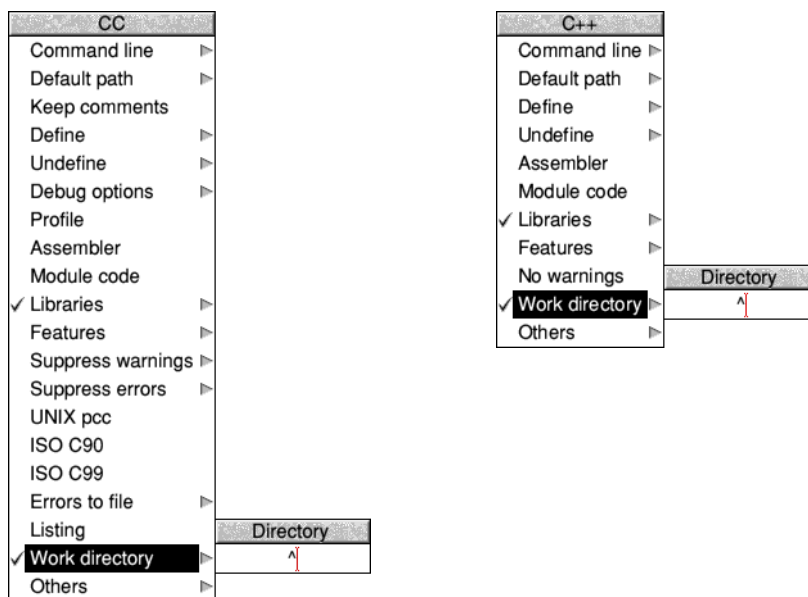 CC
Command line
Default path
Keep comments
Define
Undefine
Debug options
Profile
Assembler
Module code
Libraries
Features
Suppress warnings
Suppress errors
UNIX pcc
ISO C90
ISO C99
Errors to file
Listing
Work directory
Others
Directory
^
C++
Command line
Default path
Define
Undefine
Assembler
Module code
Libraries
Features
No warnings
Work directory
Others
Directory
^